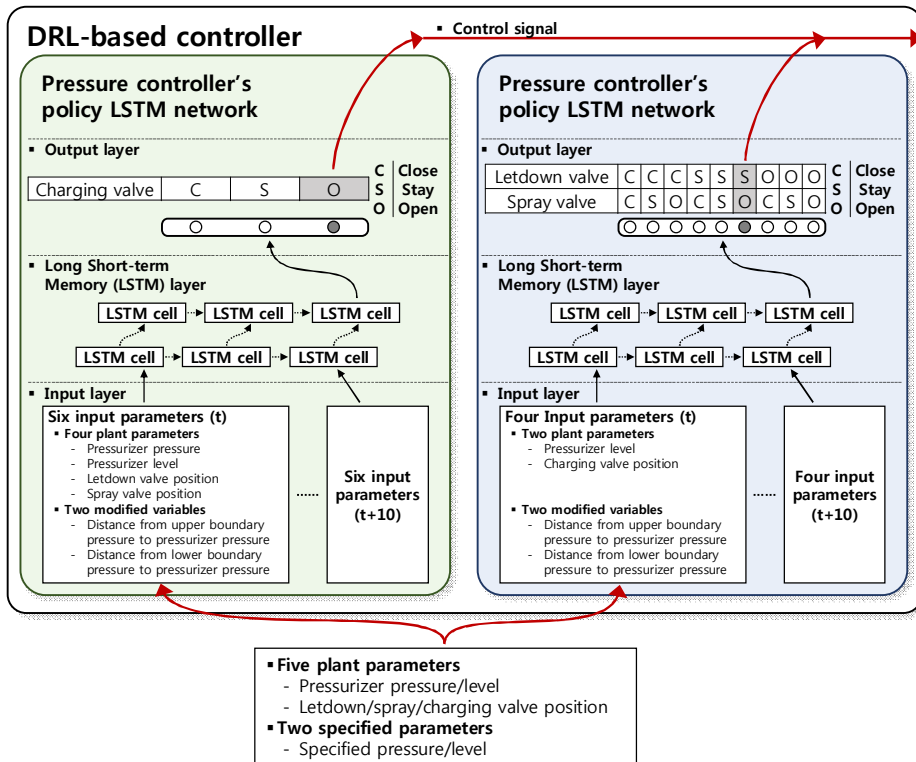 DRL-based controller
▪ Control signal
Pressure controller's
policy LSTM network
▪ Output layer
Charging valve C S O
C Close
S Stay
O Open
▪ Long Short-term
Memory (LSTM) layer
LSTM cell LSTM cell LSTM cell
LSTM cell LSTM cell LSTM cell
▪ Input layer
Six input parameters (t)
▪ Four plant parameters
- Pressurizer pressure
- Pressurizer level
- Letdown valve position
- Spray valve position
▪ Two modified variables
- Distance from upper boundary
pressure to pressurizer pressure
- Distance from lower boundary
pressure to pressurizer pressure
......
Six input
parameters
(t+10)
Pressure controller's
policy LSTM network
▪ Output layer
Letdown valve C C C S S S O O O
Spray valve C S O C S O C S O
C Close
S Stay
O Open
▪ Long Short-term
Memory (LSTM) layer
LSTM cell LSTM cell LSTM cell
LSTM cell LSTM cell LSTM cell
▪ Input layer
Four Input parameters (t)
▪ Two plant parameters
- Pressurizer level
- Charging valve position
▪ Two modified variables
- Distance from upper boundary
pressure to pressurizer pressure
- Distance from lower boundary
pressure to pressurizer pressure
......
Four input
parameters
(t+10)
▪ Five plant parameters
- Pressurizer pressure/level
- Letdown/spray/charging valve position
▪ Two specified parameters
- Specified pressure/level